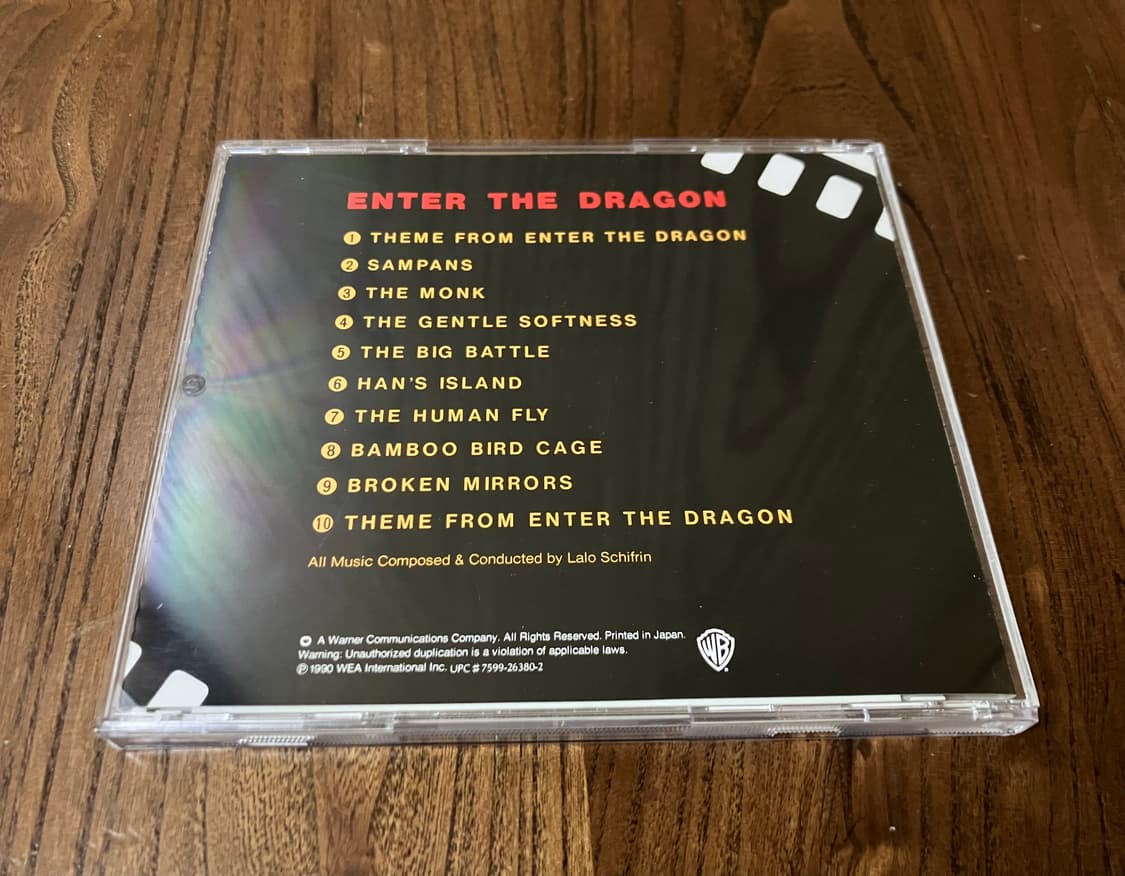 ENTER THE DRAGON
1 THEME FROM ENTER THE DRAGON
2 SAMPANS
3 THE MONK
4 THE GENTLE SOFTNESS
5 THE BIG BATTLE
6 HAN'S ISLAND
7 THE HUMAN FLY
8 BAMBOO BIRD CAGE
9 BROKEN MIRRORS
10 THEME FROM ENTER THE DRAGON
All Music Composed & Conducted by Lalo Schifrin
A Warner Communications Company. All Rights Reserved. Printed in Japan.
Warning: Unauthorized duplication is a violation of applicable laws.
℗ 1990 WEA International Inc. UPC # 7599-26380-2
WB